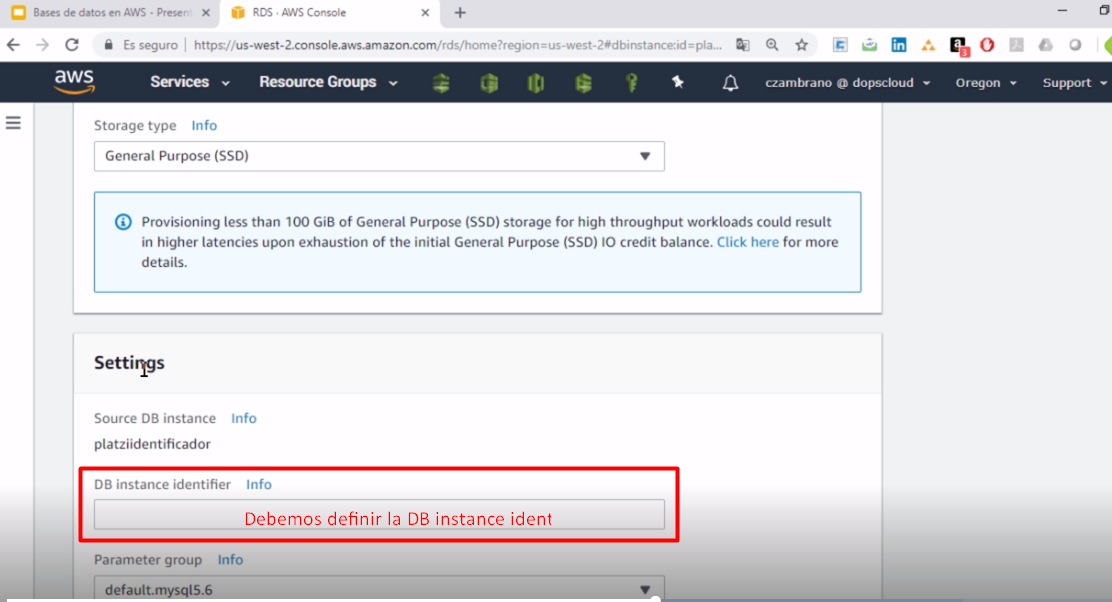 Bases de datos en AWS - Present
RDS · AWS Console
Es seguro
https://us-west-2.console.aws.amazon.com/rds/home?region=us-west-2#dbinstance:id=pla...
a
3
in
aws
Services
Resource Groups
czambrano @ dopscloud
Oregon
Support
Storage type Info
General Purpose (SSD)
Provisioning less than 100 GiB of General Purpose (SSD) storage for high throughput workloads could result
in higher latencies upon exhaustion of the initial General Purpose (SSD) IO credit balance. Click here for more
details.
Settings
Source DB instance Info
platziidentificador
DB instance identifier Info
Debemos definir la DB instance ident
Parameter group Info
default.mysql5.6